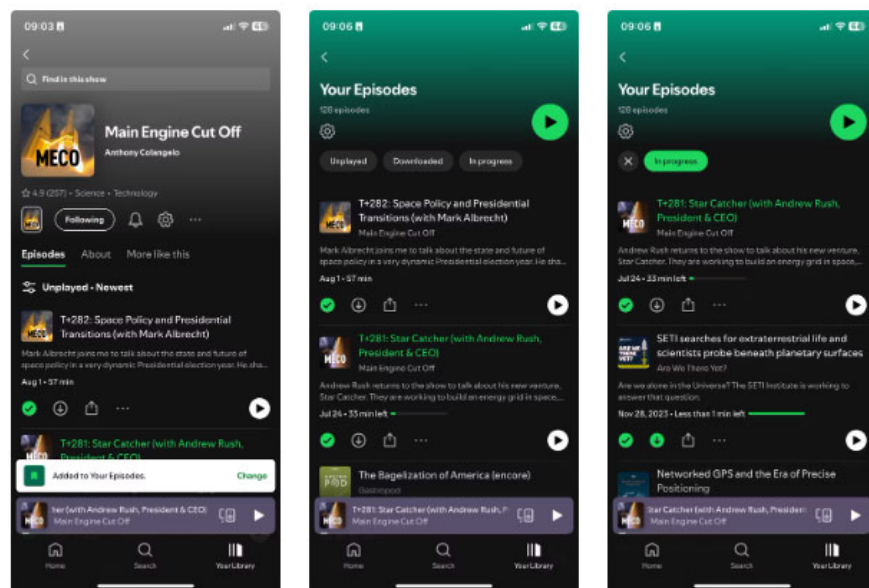 09:03
Find in this show
MECO
Main Engine Cut Off
Anthony Colangelo
4.9 (257) • Science • Technology
Following
Episodes About More like this
Unplayed • Newest
T+282: Space Policy and Presidential
Transitions (with Mark Albrecht)
Mark Albrecht joins me to talk about the state and future of
space policy in a very dynamic Presidential election year. He sha...
Aug 1 • 57 min
T+281: Star Catcher (with Andrew Rush,
President & CEO)
Added to Your Episodes.
Change
her (with Andrew Rush, President & CEO)
Main Engine Cut Off
Home Search Your Library
09:06
Your Episodes
128 episodes
Unplayed Downloaded In progress
T+282: Space Policy and Presidential
Transitions (with Mark Albrecht)
Main Engine Cut Off
Mark Albrecht joins me to talk about the state and future of
space policy in a very dynamic Presidential election year. He sha...
Aug 1 • 57 min
T+281: Star Catcher (with Andrew Rush,
President & CEO)
Main Engine Cut Off
Andrew Rush returns to the show to talk about his new venture,
Star Catcher. They are working to build an energy grid in space,...
Jul 24 • 33 min left
The Bagelization of America (encore)
Gastropod
T+281: Star Catcher (with Andrew Rush, P
Main Engine Cut Off
Home Search Your Library
09:06
Your Episodes
128 episodes
In progress
T+281: Star Catcher (with Andrew Rush,
President & CEO)
Main Engine Cut Off
Andrew Rush returns to the show to talk about his new venture,
Star Catcher. They are working to build an energy grid in space,...
Jul 24 • 33 min left
SETI searches for extraterrestrial life and
scientists probe beneath planetary surfaces
Are We There Yet?
Are we alone in the Universe? The SETI Institute is working to
answer that question.
Nov 28, 2023 • Less than 1 min left
Networked GPS and the Era of Precise
Positioning
Star Catcher (with Andrew Rush, Presiden
Main Engine Cut Off
Home Search Your Library